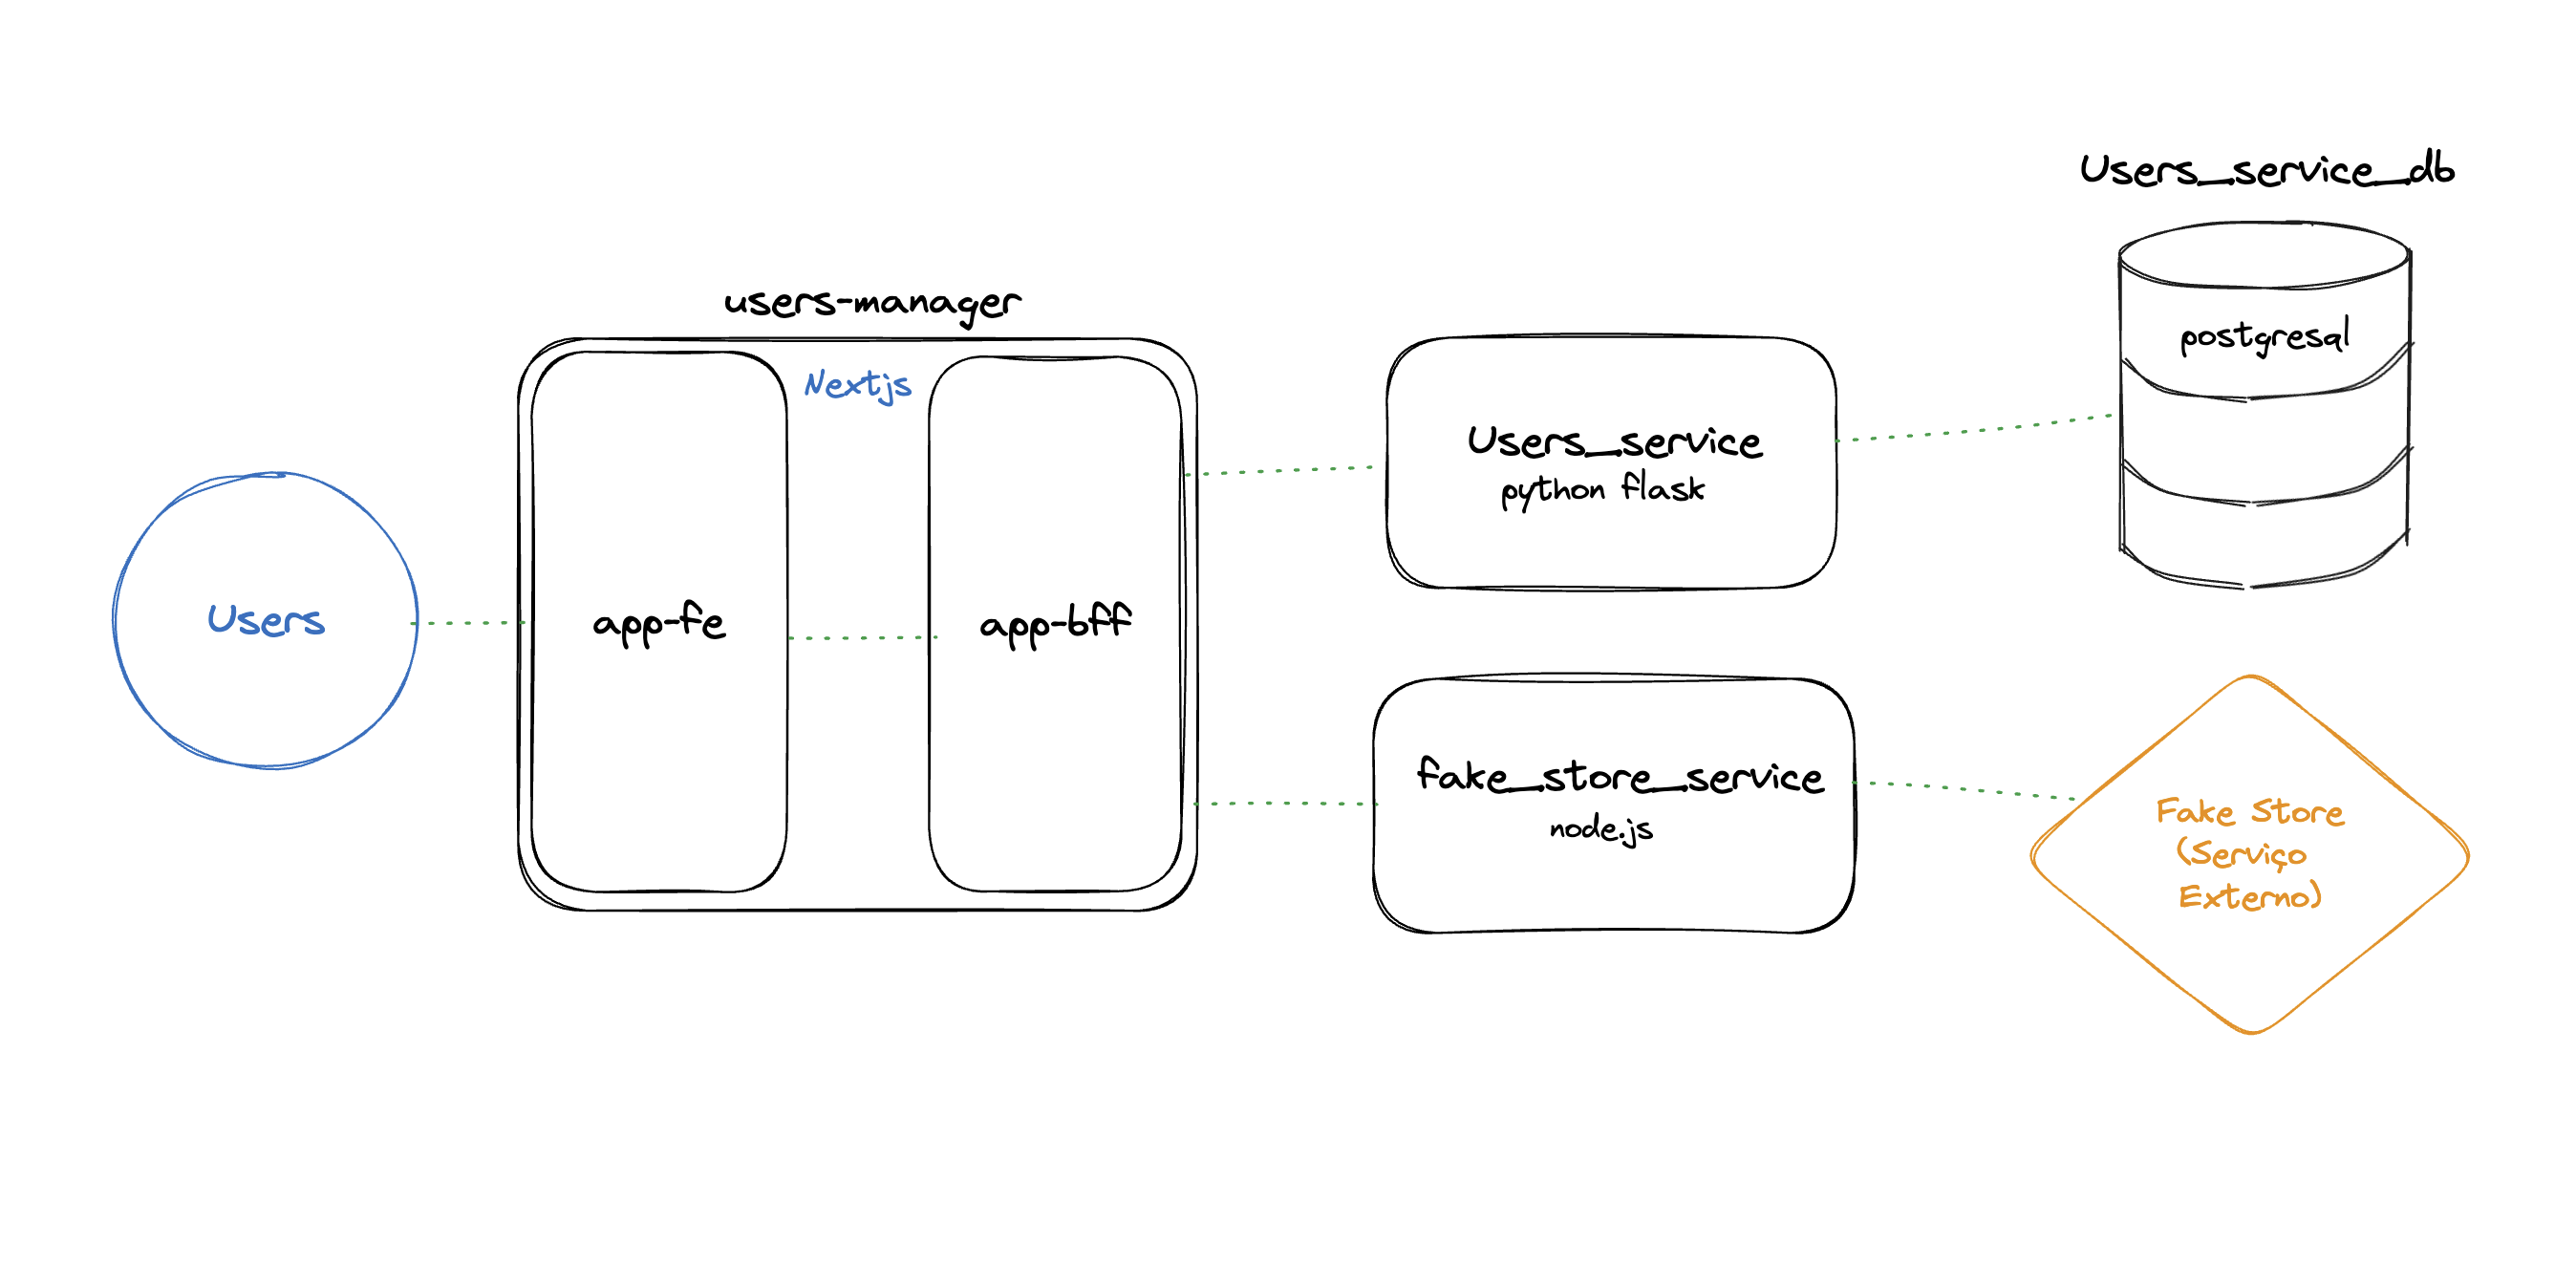 Users
users-manager
Nextjs
app-fe
app-bff
Users_service
python flask
fake_store_service
node.js
Users_service_db
postgresql
Fake Store
(Serviço
Externo)